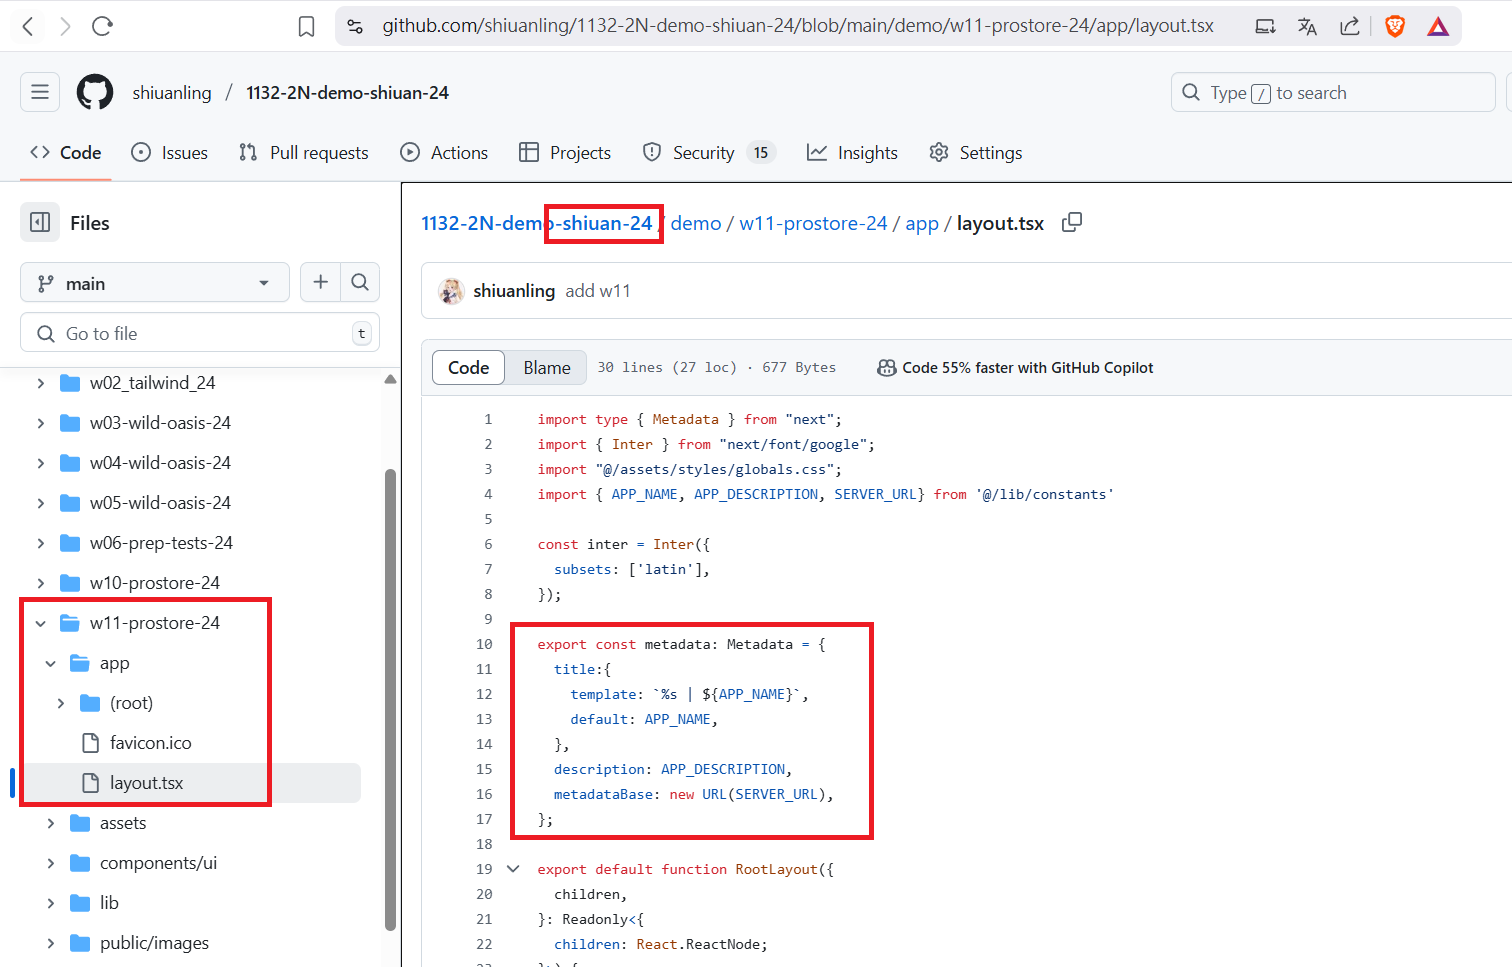 github.com/shiuanling/1132-2N-demo-shiuan-24/blob/main/demo/w11-prostore-24/app/layout.tsx
shiuanling / 1132-2N-demo-shiuan-24
Type / to search
Code Issues Pull requests Actions Projects Security 15 Insights Settings
Files
main
Go to file t
w02_tailwind_24
w03-wild-oasis-24
w04-wild-oasis-24
w05-wild-oasis-24
w06-prep-tests-24
w10-prostore-24
w11-prostore-24
app
(root)
favicon.ico
layout.tsx
assets
components/ui
lib
public/images
1132-2N-demo-shiuan-24 / demo / w11-prostore-24 / app / layout.tsx
shiuanling add w11
Code Blame 30 lines (27 loc) · 677 Bytes Code 55% faster with GitHub Copilot
1 import type { Metadata } from "next";
2 import { Inter } from "next/font/google";
3 import "@/assets/styles/globals.css";
4 import { APP_NAME, APP_DESCRIPTION, SERVER_URL} from '@/lib/constants'
5
6 const inter = Inter({
7 subsets: ['latin'],
8 });
9
10 export const metadata: Metadata = {
11 title:{
12 template: `%s | ${APP_NAME}`,
13 default: APP_NAME,
14 },
15 description: APP_DESCRIPTION,
16 metadataBase: new URL(SERVER_URL),
17 };
18
19 export default function RootLayout({
20 children,
21 }: Readonly<{
22 children: React.ReactNode;